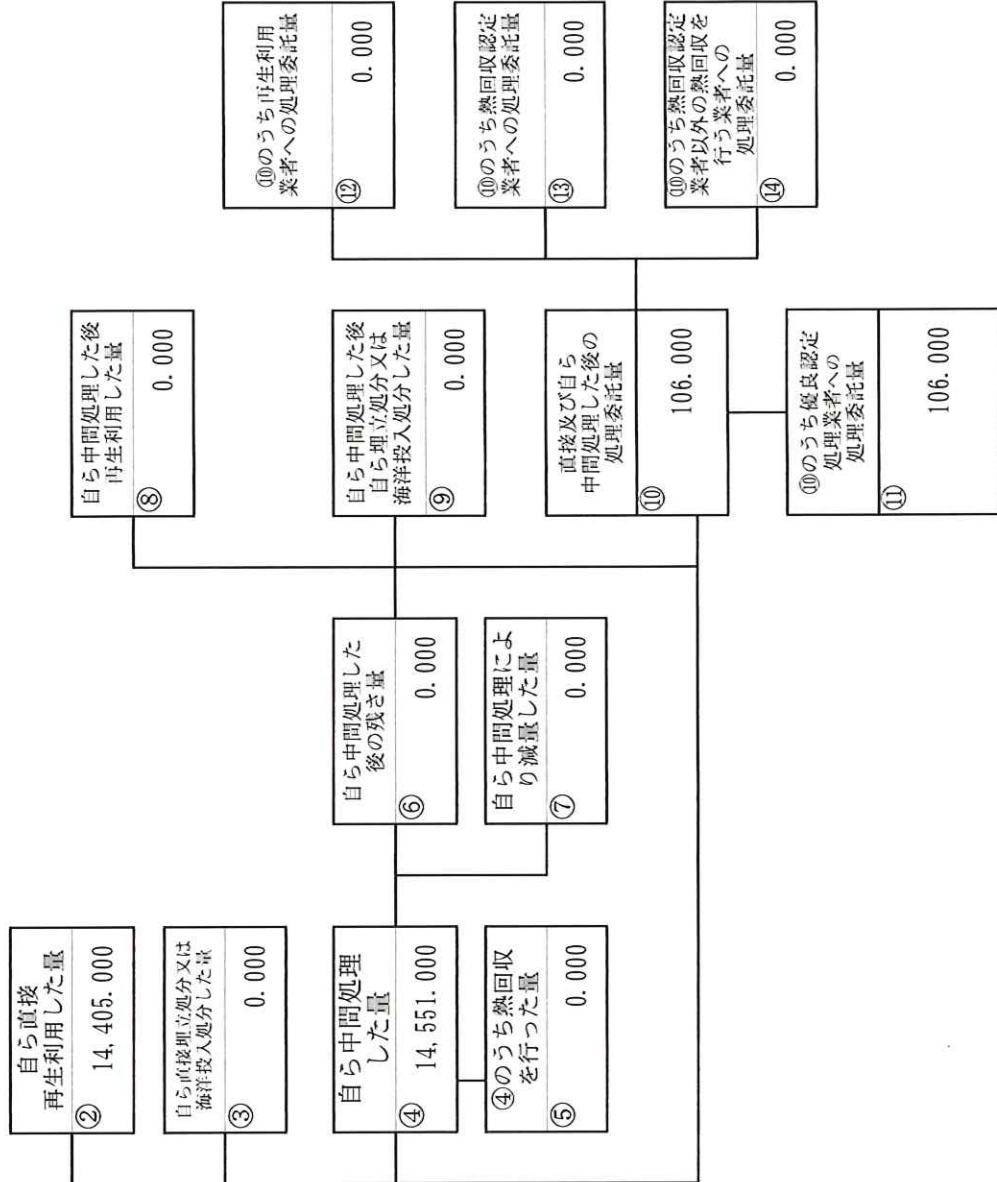 自ら直接
再生利用した量
② 14,405.000
自ら直接埋立処分又は
海洋投入処分した量
③ 0.000
自ら中間処理
した量
④ 14,551.000
④のうち熱回収
を行った量
⑤ 0.000
自ら中間処理した
後の残さ量
⑥ 0.000
自ら中間処理によ
り減量した量
⑦ 0.000
自ら中間処理した後
再生利用した量
⑧ 0.000
自ら中間処理した後
自ら埋立処分又は
海洋投入処分した量
⑨ 0.000
直接及び自ら
中間処理した後の
処理委託量
⑩ 106.000
⑩のうち優良認定
処理業者への
処理委託量
⑪ 106.000
⑩のうち再生利用
業者への処理委託量
⑫ 0.000
⑩のうち熱回収認定
業者への処理委託量
⑬ 0.000
⑩のうち熱回収認定
業者以外の熱回収を
行う業者への
処理委託量
⑭ 0.000